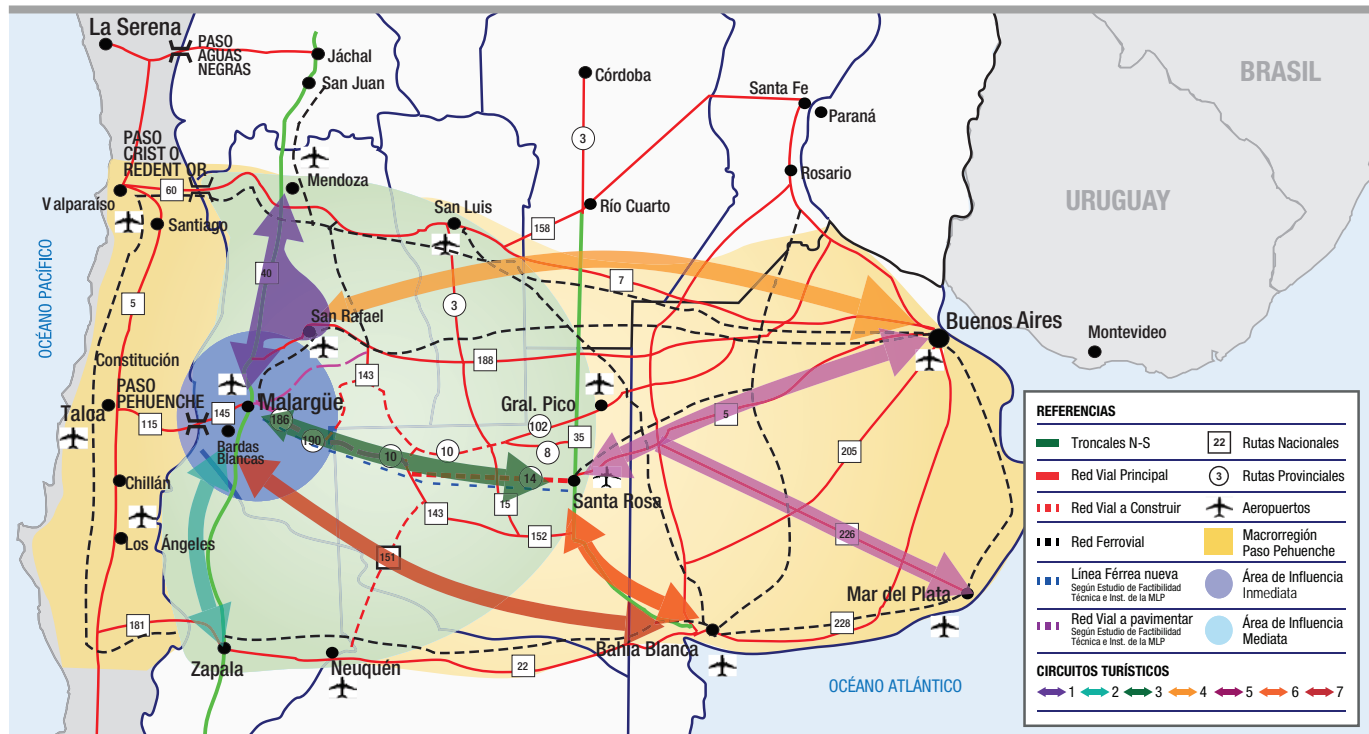 La Serena
PASO
AGUAS
NEGRAS
Jáchal
San Juan
Córdoba
Santa Fe
Paraná
BRASIL
3
Rosario
URUGUAY
PASO
CRIST O
REDENT OR
60
Mendoza
Valparaíso
Santiago
San Luis
Río Cuarto
158
OCÉANO PACÍFICO
5
40
3
7
San Rafael
Buenos Aires
Montevideo
Constitución
188
143
PASO
PEHUENCHE
Talca
115
145
Malargüe
186
190
Bardas
Blancas
Gral. Pico
102
35
5
10
10
8
14
205
Chillán
Santa Rosa
143
15
152
226
Los Ángeles
151
Mar del Plata
181
228
Zapala
Neuquén
22
Bahía Blanca
OCÉANO ATLÁNTICO
REFERENCIAS
Troncales N-S
22 Rutas Nacionales
Red Vial Principal
3 Rutas Provinciales
Red Vial a Construir
Aeropuertos
Red Ferrovial
Macrorregión
Paso Pehuenche
Línea Férrea nueva
Según Estudio de Factibilidad
Técnica e Inst. de la MLP
Área de Influencia
Inmediata
Red Vial a pavimentar
Según Estudio de Factibilidad
Técnica e Inst. de la MLP
Área de Influencia
Mediata
CIRCUITOS TURÍSTICOS
1 2 3 4 5 6 7